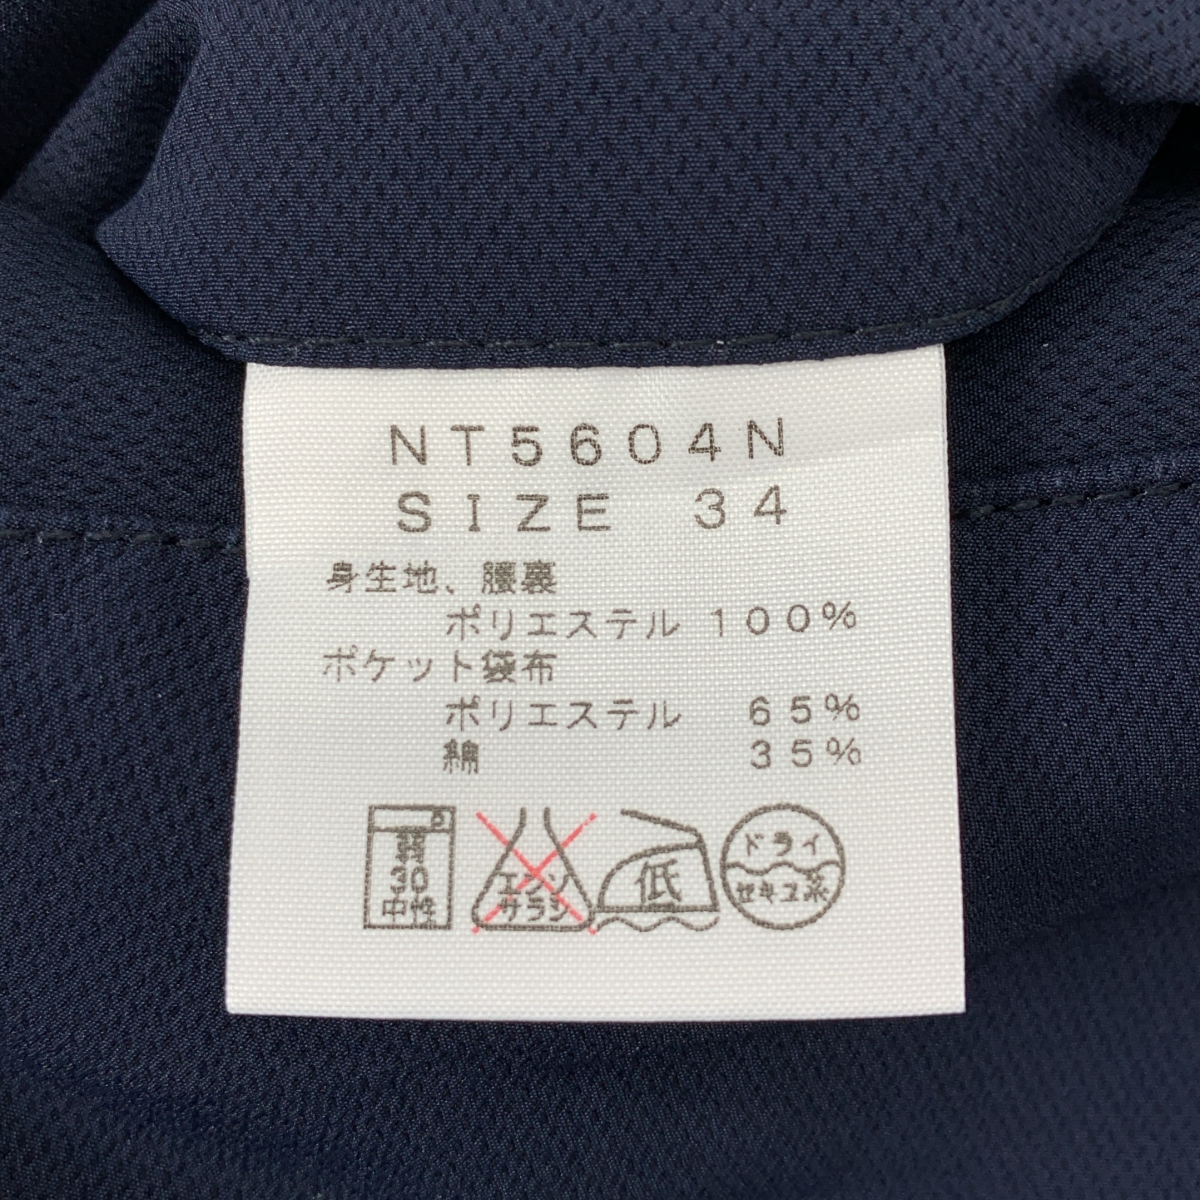 NT5604N
SIZE 34
身生地、腰裏
ポリエステル 100%
ポケット袋布
ポリエステル 65%
綿 35%
弱
30
中性
エンソ
サラシ
低
ドライ
セキユ系